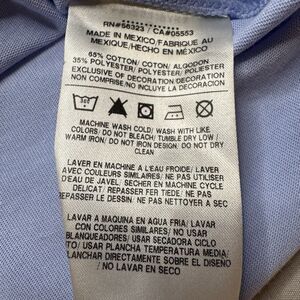 RN#56323 / CA#05553
MADE IN MEXICO/FABRIQUE AU
MEXIQUE/HECHO EN MÉXICO
65% COTTON/ COTON/ ALGODON
35% POLYESTER/ POLYESTER/ POLIESTER
EXCLUSIVE OF DECORATION DECORATION
NON COMPRISE/NO INCLUYE LA DECORACION
MACHINE WASH COLD/ WASH WITH LIKE
COLORS/ DO NOT BLEACH/ TUMBLE DRY LOW /
WARM IRON/ DO NOT IRON DESIGN/ DO NOT DRY
CLEAN
LAVER EN MACHINE A L'EAU FROIDE/ LAVER
AVEC COULEURS SIMILAIRES/ NE PAS UTILISER
D'EAU DE JAVEL/ SECHER EN MACHINE CYCLE
DELICAT/ REPASSER FER TIEDE/ NE PAS
REPASSER LE DESSIN/ NE PAS NETTOYER A SEC
LAVAR A MAQUINA EN AGUA FRIA/ LAVAR
CON COLORES SIMILARES/ NO USAR
BLANQUEADORES/ USAR SECADORA CICLO
/ USAR PLANCHA TEMPERATURA MEDIA/
PLANCHAR DIRECTAMENTE SOBRE EL DISEÑO
/ NO LAVAR EN SECO